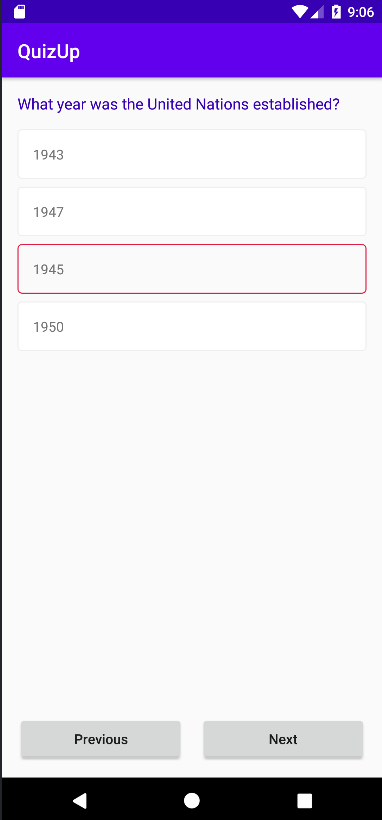 9:06
QuizUp
What year was the United Nations established?
1943
1947
1945
1950
Previous Next